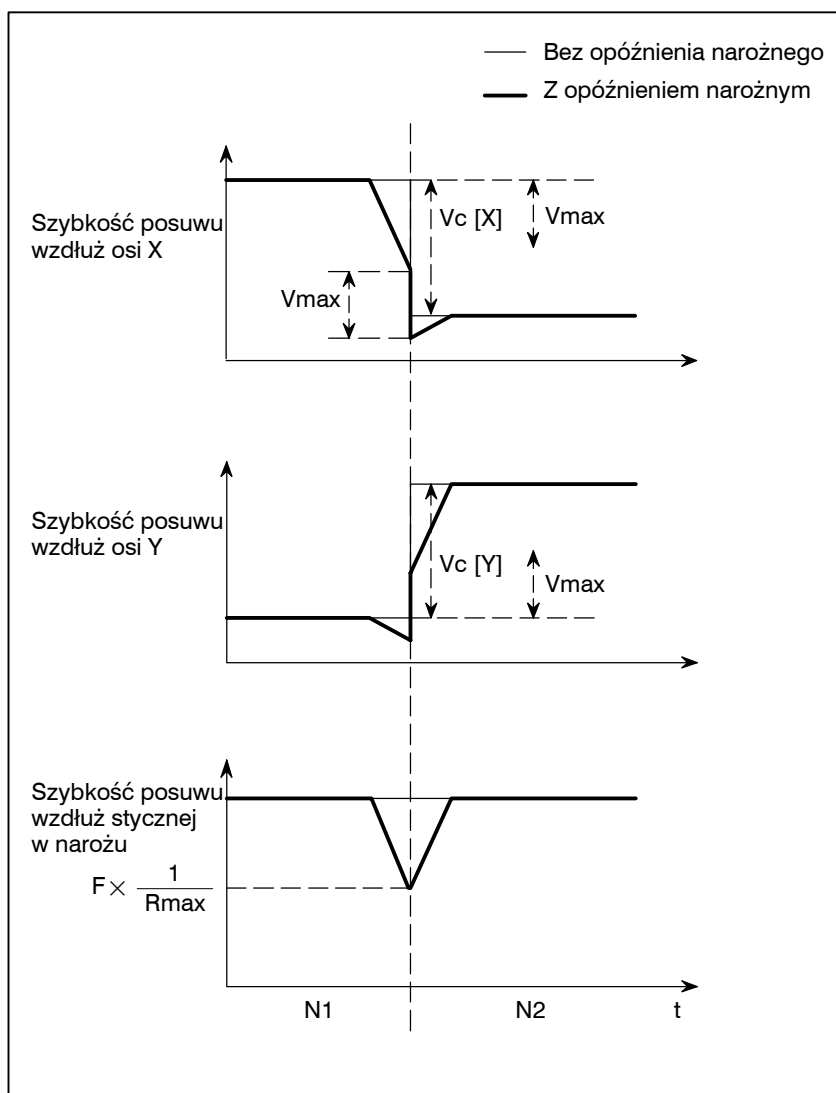 Bez opóźnienia narożnego
Z opóźnieniem narożnym
Szybkość posuwu
wzdłuż osi X
Vc [X]
Vmax
Vmax
Szybkość posuwu
wzdłuż osi Y
Vc [Y]
Vmax
Szybkość posuwu
wzdłuż stycznej
w narożu
F × 1
Rmax
N1 N2 t